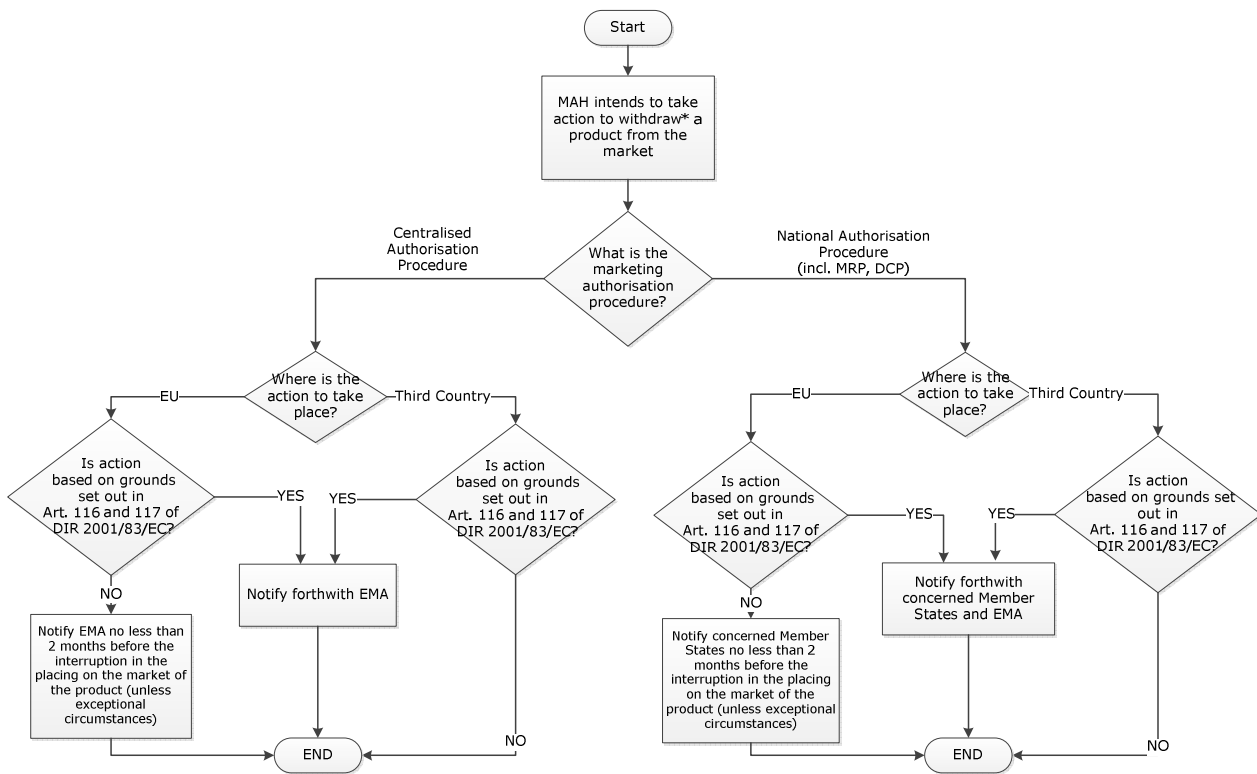 Start
MAH intends to take
action to withdraw* a
product from the
market
Centralised
Authorisation
Procedure
What is the
marketing
authorisation
procedure?
National Authorisation
Procedure
(incl. MRP, DCP)
Where is the
action to take
place?
EU
Third Country
Is action
based on grounds
set out in
Art. 116 and 117 of
DIR 2001/83/EC?
YES
YES
Is action
based on grounds
set out in
Art. 116 and 117 of
DIR 2001/83/EC?
NO
Notify forthwith EMA
Notify EMA no less than
2 months before the
interruption in the
placing on the market of
the product (unless
exceptional
circumstances)
NO
END
Where is the
action to take
place?
EU
Third Country
Is action
based on grounds
set out in
Art. 116 and 117 of
DIR 2001/83/EC?
YES
YES
Is action
based on grounds set
out in
Art. 116 and 117 of
DIR 2001/83/EC?
NO
Notify forthwith
concerned Member
States and EMA
Notify concerned Member
States no less than 2
months before the
interruption in the placing
on the market of the
product (unless exceptional
circumstances)
NO
END